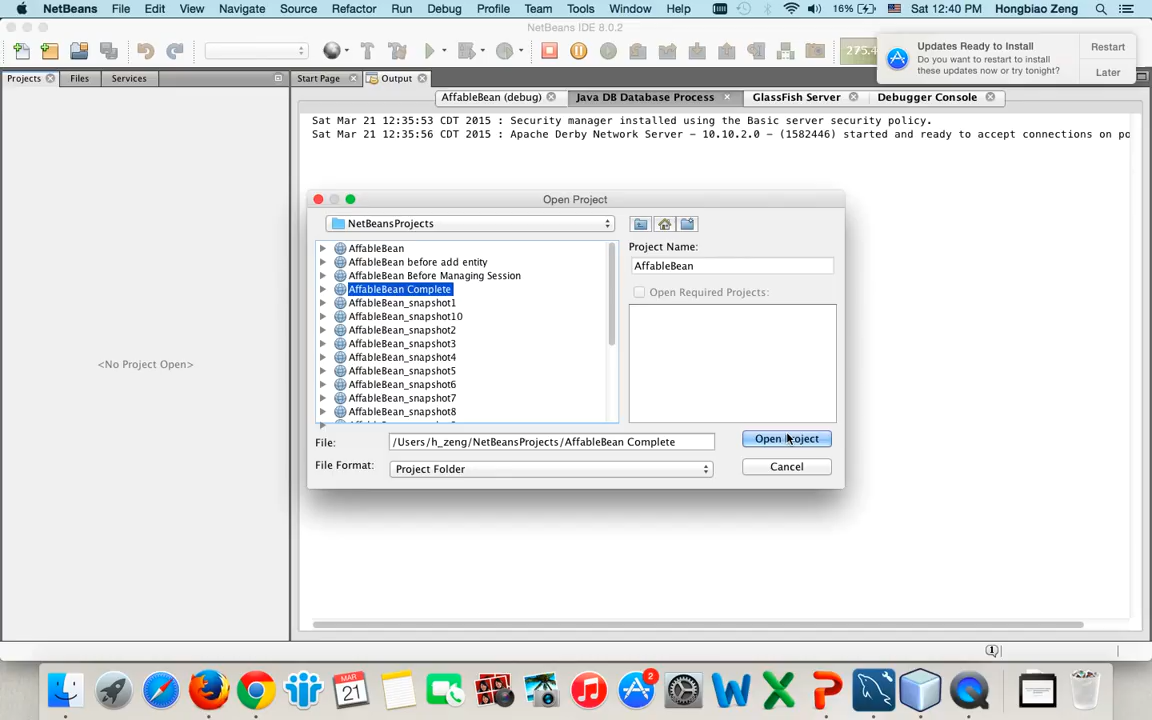 NetBeans File Edit View Navigate Source Refactor Run Debug Profile Team Tools Window Help 16% Sat 12:40 PM Hongbiao Zeng
NetBeans IDE 8.0.2
Updates Ready to Install
Do you want to restart to install
these updates now or try tonight?
Restart
Later
275.4
Projects Files Services Start Page Output
AffableBean (debug) Java DB Database Process GlassFish Server Debugger Console
Sat Mar 21 12:35:53 CDT 2015 : Security manager installed using the Basic server security policy.
Sat Mar 21 12:35:56 CDT 2015 : Apache Derby Network Server - 10.10.2.0 - (1582446) started and ready to accept connections on po
<No Project Open>
Open Project
NetBeansProjects
AffableBean
AffableBean before add entity
AffableBean Before Managing Session
AffableBean Complete
AffableBean_snapshot1
AffableBean_snapshot10
AffableBean_snapshot2
AffableBean_snapshot3
AffableBean_snapshot4
AffableBean_snapshot5
AffableBean_snapshot6
AffableBean_snapshot7
AffableBean_snapshot8
Project Name:
AffableBean
Open Required Projects:
File: /Users/h_zeng/NetBeansProjects/AffableBean Complete
Open Project
File Format: Project Folder
Cancel
1
MAR
21
2